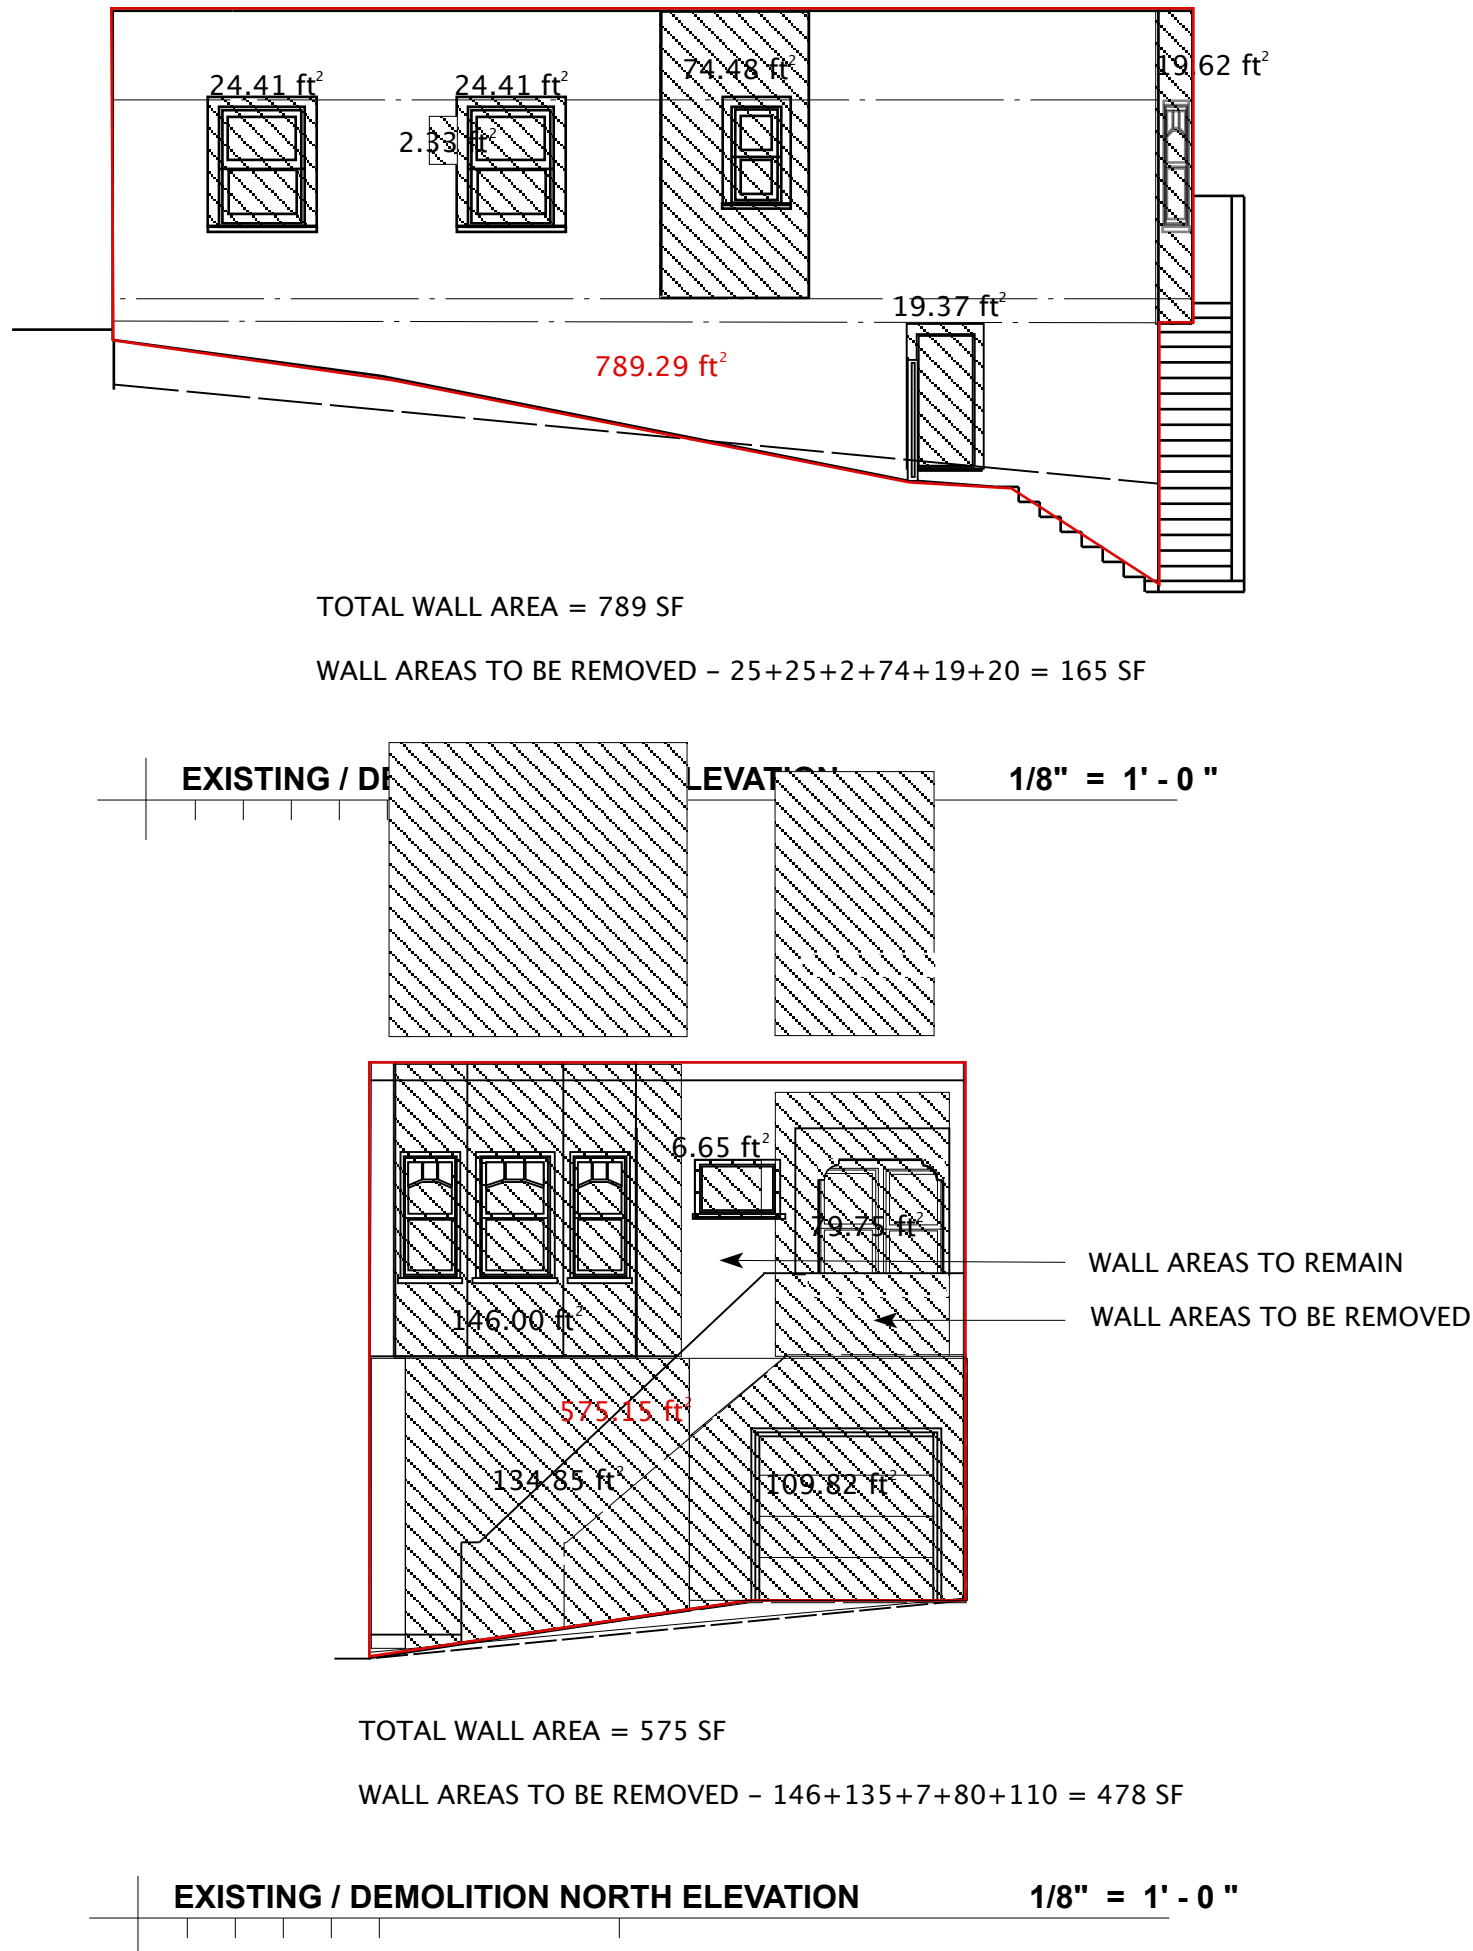 19.62 ft²
74.48 ft²
24.41 ft²
24.41 ft²
2.33 ft²
19.37 ft²
789.29 ft²
TOTAL WALL AREA = 789 SF
WALL AREAS TO BE REMOVED – 25+25+2+74+19+20 = 165 SF
EXISTING / DE LEVATION 1/8" = 1' - 0 "
6.65 ft²
79.75 ft²
WALL AREAS TO REMAIN
WALL AREAS TO BE REMOVED
146.00 ft²
575.15 ft²
134.85 ft²
109.82 ft²
TOTAL WALL AREA = 575 SF
WALL AREAS TO BE REMOVED – 146+135+7+80+110 = 478 SF
EXISTING / DEMOLITION NORTH ELEVATION 1/8" = 1' - 0 "